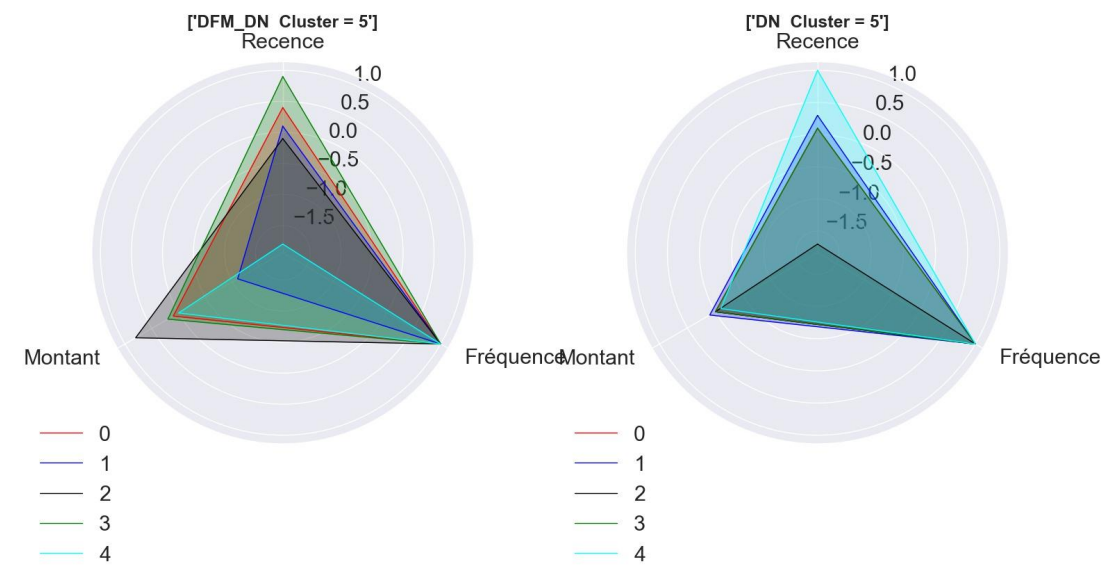 ['DFM_DN Cluster = 5']
Recence
1.0
0.5
0.0
−0.5
−1.0
−1.5
Montant
Fréquence
0
1
2
3
4
['DN Cluster = 5']
Recence
1.0
0.5
0.0
−0.5
−1.0
−1.5
Montant
Fréquence
0
1
2
3
4